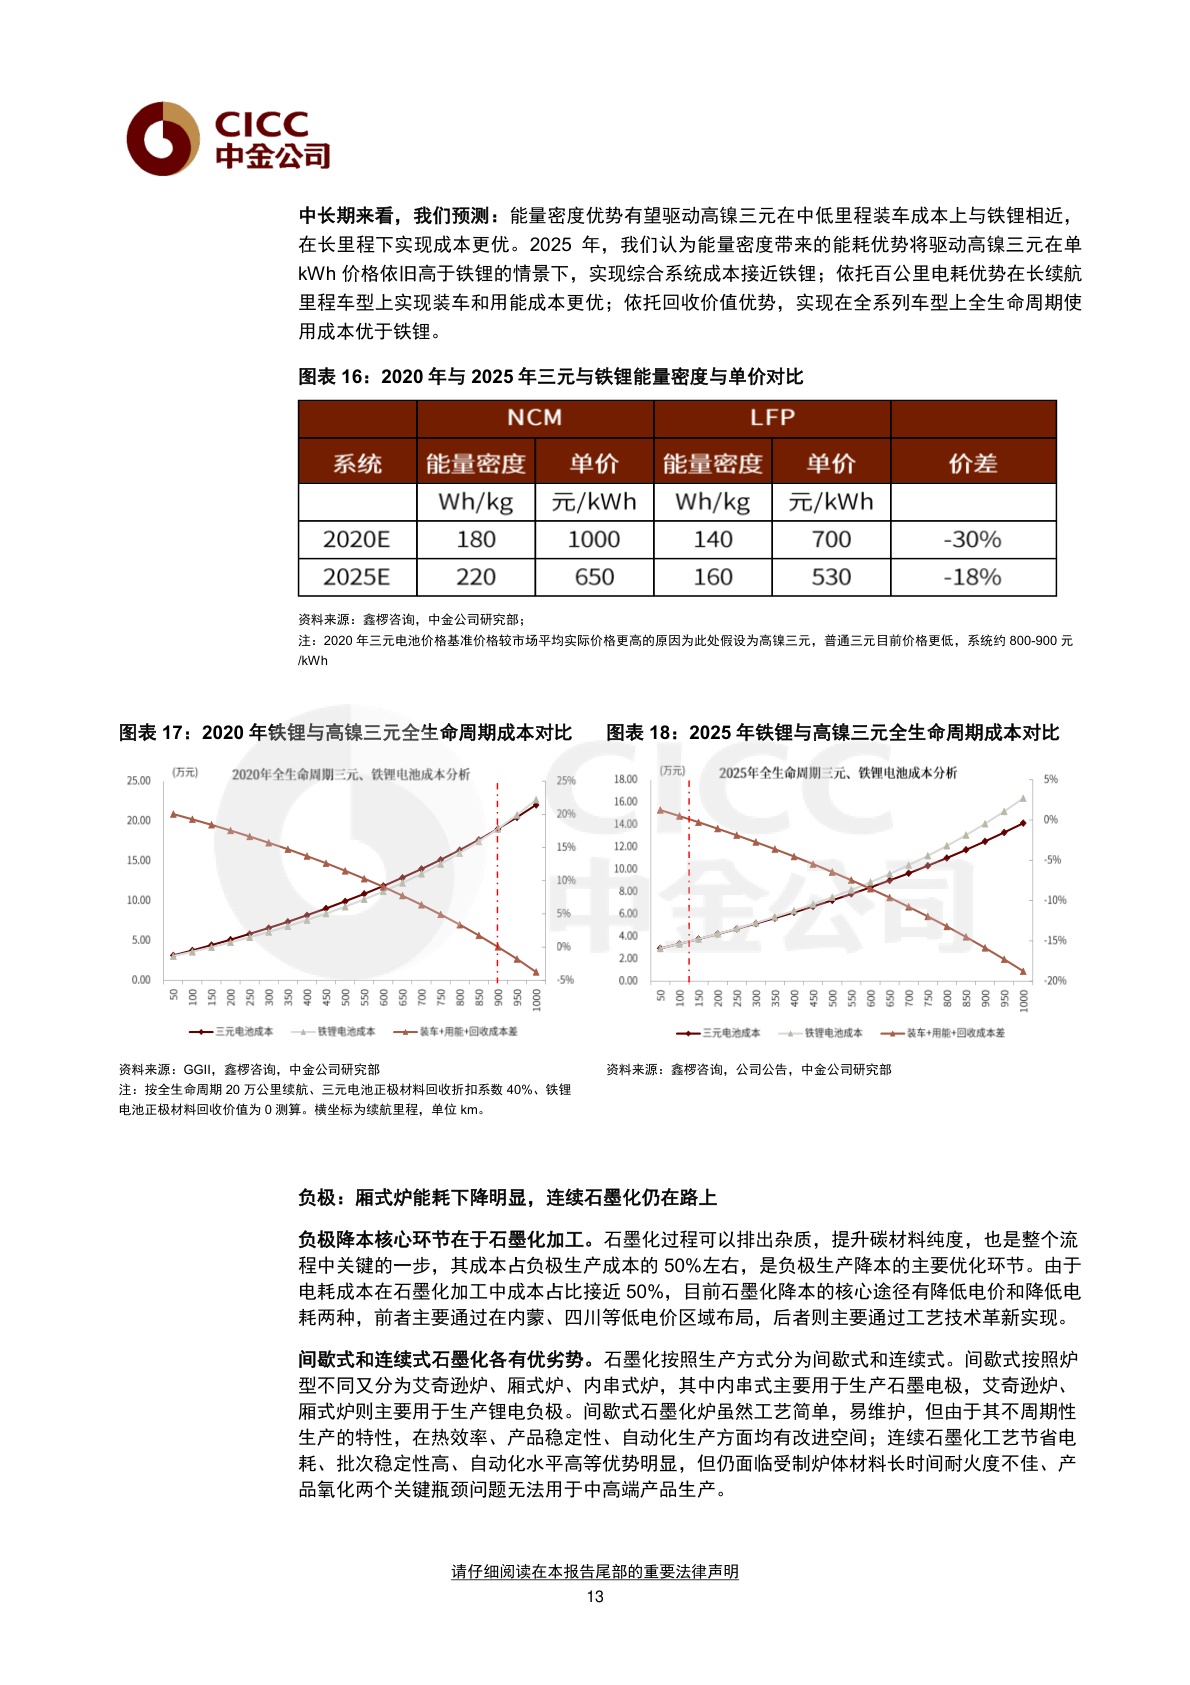 CICC
中金公司
中长期来看，我们预测：能量密度优势有望驱动高镍三元在中低里程装车成本上与铁锂相近，
在长里程下实现成本更优。2025 年，我们认为能量密度带来的能耗优势将驱动高镍三元在单
kWh 价格依旧高于铁锂的情景下，实现综合系统成本接近铁锂；依托百公里电耗优势在长续航
里程车型上实现装车和用能成本更优；依托回收价值优势，实现在全系列车型上全生命周期使
用成本优于铁锂。
图表 16：2020 年与 2025 年三元与铁锂能量密度与单价对比
NCM LFP
系统 能量密度 单价 能量密度 单价 价差
Wh/kg 元/kWh Wh/kg 元/kWh
2020E 180 1000 140 700 -30%
2025E 220 650 160 530 -18%
资料来源：鑫椤咨询，中金公司研究部；
注：2020 年三元电池价格基准价格较市场平均实际价格更高的原因为此处假设为高镍三元，普通三元目前价格更低，系统约 800-900 元
/kWh
图表 17：2020 年铁锂与高镍三元全生命周期成本对比
(万元) 2020年全生命周期三元、铁锂电池成本分析
25.00
20.00
15.00
10.00
5.00
0.00
25%
20%
15%
10%
5%
0%
-5%
50 100 150 200 250 300 350 400 450 500 550 600 650 700 750 800 850 900 950 1000
三元电池成本 铁锂电池成本 装车+用能+回收成本差
资料来源：GGII，鑫椤咨询，中金公司研究部
注：按全生命周期 20 万公里续航、三元电池正极材料回收折扣系数 40%、铁锂
电池正极材料回收价值为 0 测算。横坐标为续航里程，单位 km。
图表 18：2025 年铁锂与高镍三元全生命周期成本对比
(万元) 2025年全生命周期三元、铁锂电池成本分析
18.00
16.00
14.00
12.00
10.00
8.00
6.00
4.00
2.00
0.00
5%
0%
-5%
-10%
-15%
-20%
50 100 150 200 250 300 350 400 450 500 550 600 650 700 750 800 850 900 950 1000
三元电池成本 铁锂电池成本 装车+用能+回收成本差
资料来源：鑫椤咨询，公司公告，中金公司研究部
CICC
中金公司
负极：厢式炉能耗下降明显，连续石墨化仍在路上
负极降本核心环节在于石墨化加工。石墨化过程可以排出杂质，提升碳材料纯度，也是整个流
程中关键的一步，其成本占负极生产成本的 50%左右，是负极生产降本的主要优化环节。由于
电耗成本在石墨化加工中成本占比接近 50%，目前石墨化降本的核心途径有降低电价和降低电
耗两种，前者主要通过在内蒙、四川等低电价区域布局，后者则主要通过工艺技术革新实现。
间歇式和连续式石墨化各有优劣势。石墨化按照生产方式分为间歇式和连续式。间歇式按照炉
型不同又分为艾奇逊炉、厢式炉、内串式炉，其中内串式主要用于生产石墨电极，艾奇逊炉、
厢式炉则主要用于生产锂电负极。间歇式石墨化炉虽然工艺简单，易维护，但由于其不周期性
生产的特性，在热效率、产品稳定性、自动化生产方面均有改进空间；连续石墨化工艺节省电
耗、批次稳定性高、自动化水平高等优势明显，但仍面临受制炉体材料长时间耐火度不佳、产
品氧化两个关键瓶颈问题无法用于中高端产品生产。
请仔细阅读在本报告尾部的重要法律声明
13